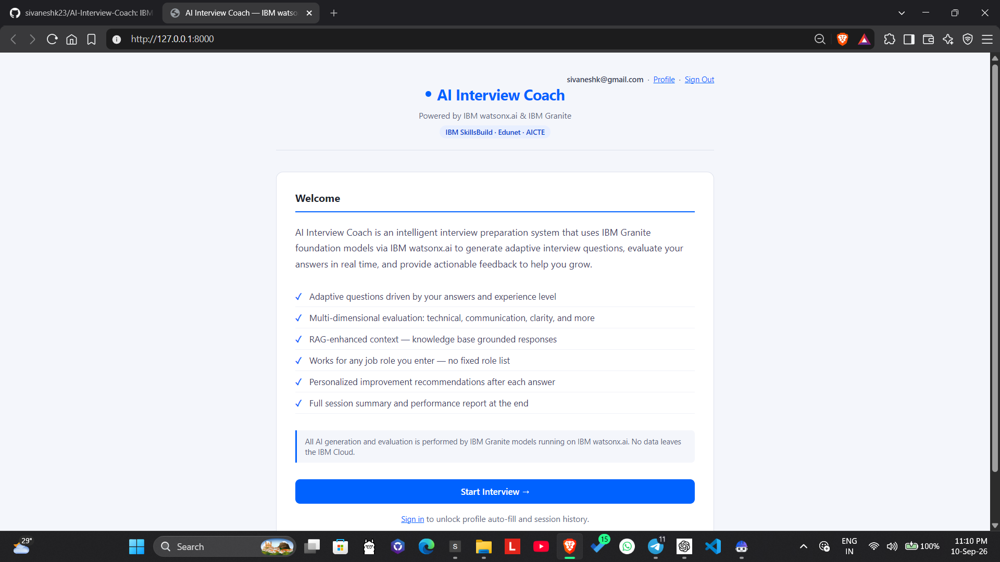 sivaneshk23/AI-Interview-Coach: IBM
AI Interview Coach — IBM watso
http://127.0.0.1:8000
sivaneshk@gmail.com · Profile · Sign Out
AI Interview Coach
Powered by IBM watsonx.ai & IBM Granite
IBM SkillsBuild · Edunet · AICTE
Welcome
AI Interview Coach is an intelligent interview preparation system that uses IBM Granite
foundation models via IBM watsonx.ai to generate adaptive interview questions, evaluate your
answers in real time, and provide actionable feedback to help you grow.
✓ Adaptive questions driven by your answers and experience level
✓ Multi-dimensional evaluation: technical, communication, clarity, and more
✓ RAG-enhanced context — knowledge base grounded responses
✓ Works for any job role you enter — no fixed role list
✓ Personalized improvement recommendations after each answer
✓ Full session summary and performance report at the end
All AI generation and evaluation is performed by IBM Granite models running on IBM watsonx.ai. No data leaves
the IBM Cloud.
Start Interview →
Sign in to unlock profile auto-fill and session history.
29°
Search
S
L
15
11
ENG
IN
100%
11:10 PM
10-Sep-26